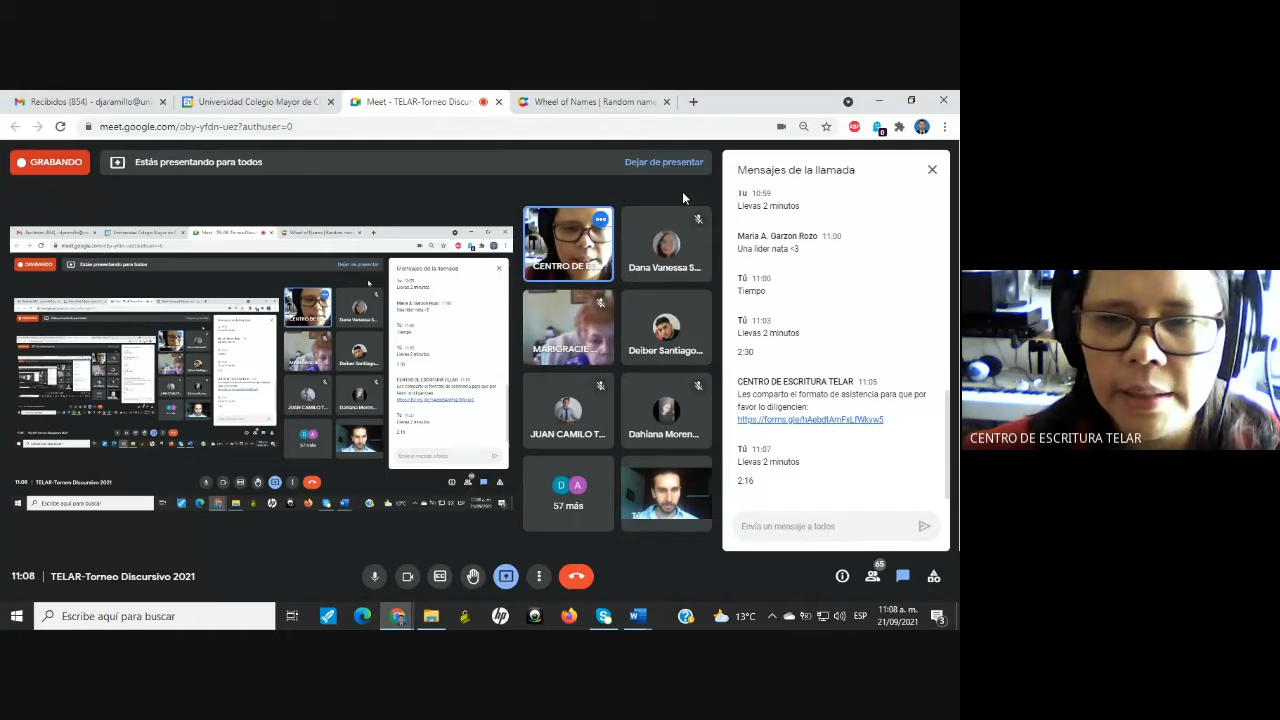 Recibidos (854) - djaramillo@un
Universidad Colegio Mayor de C
Meet - TELAR-Torneo Discur
Wheel of Names | Random name
meet.google.com/oby-yfdn-uez?authuser=0
GRABANDO
Estás presentando para todos
Dejar de presentar
Mensajes de la llamada
Tú 10:59
Llevas 2 minutos
Maria A. Garzon Rozo 11:00
Una lider nata <3
Tú 11:00
Tiempo
Tú 11:03
Llevas 2 minutos
2:30
CENTRO DE ESCRITURA TELAR 11:05
Les comparto el formato de asistencia para que por
favor lo diligencien:
https://forms.gle/hAebdtAmFxLfWkvw5
Tú 11:07
Llevas 2 minutos
2:16
Envía un mensaje a todos
CENTRO DE ES...
Dana Vanessa S...
MARIGRACIE ...
Deiber Santiago...
JUAN CAMILO T...
Dahiana Moren...
D A
57 más
Tú
CENTRO DE ESCRITURA TELAR
11:08 | TELAR-Torneo Discursivo 2021
65
Escribe aquí para buscar
13°C
ESP
11:08 a. m.
21/09/2021
3